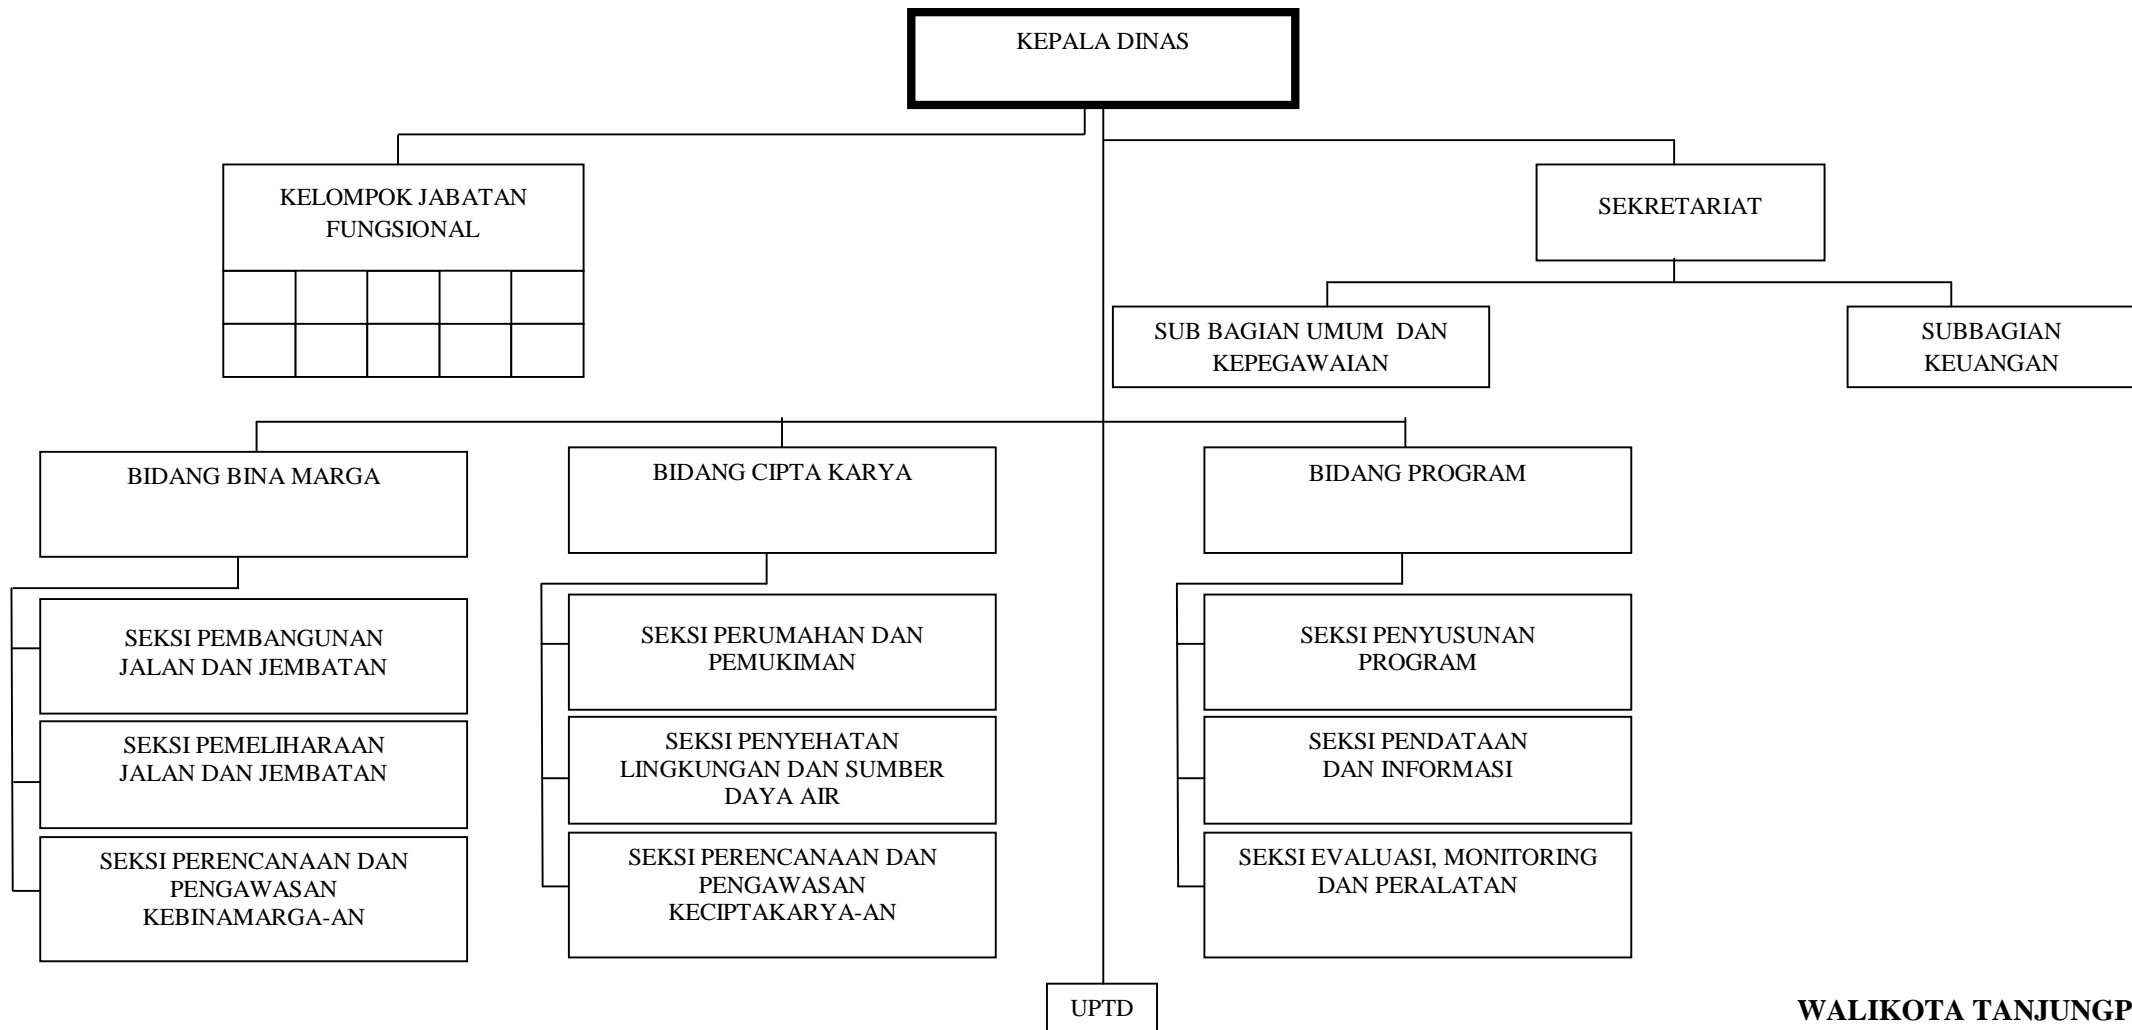 KEPALA DINAS
KELOMPOK JABATAN
FUNGSIONAL
SEKRETARIAT
SUB BAGIAN UMUM DAN
KEPEGAWAIAN
SUBBAGIAN
KEUANGAN
BIDANG BINA MARGA
BIDANG CIPTA KARYA
BIDANG PROGRAM
SEKSI PEMBANGUNAN
JALAN DAN JEMBATAN
SEKSI PEMELIHARAAN
JALAN DAN JEMBATAN
SEKSI PERENCANAAN DAN
PENGAWASAN
KEBINAMARGA-AN
SEKSI PERUMAHAN DAN
PEMUKIMAN
SEKSI PENYEHATAN
LINGKUNGAN DAN SUMBER
DAYA AIR
SEKSI PERENCANAAN DAN
PENGAWASAN
KECIPTAKARYA-AN
SEKSI PENYUSUNAN
PROGRAM
SEKSI PENDATAAN
DAN INFORMASI
SEKSI EVALUASI, MONITORING
DAN PERALATAN
UPTD
WALIKOTA TANJUNGP